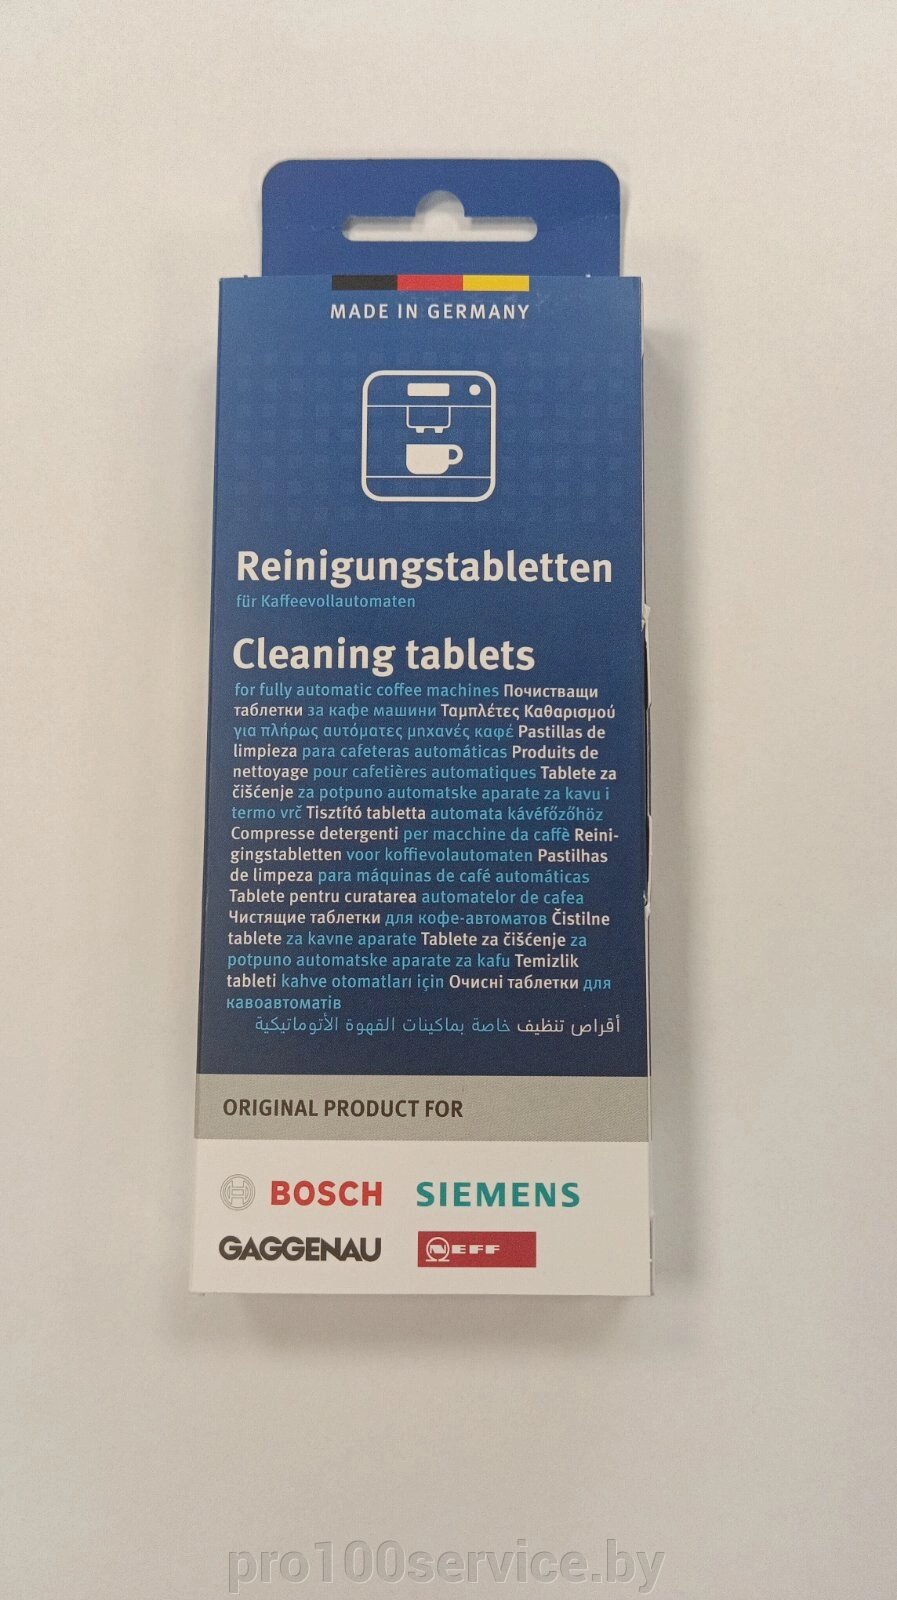 MADE IN GERMANY
Reinigungstabletten
für Kaffeevollautomaten
Cleaning tablets
for fully automatic coffee machines Почистващи
таблетки за кафе машини Ταμπλέτες Καθαρισμού
για πλήρως αυτόματες μηχανές καφέ Pastillas de
limpieza para cafeteras automáticas Produits de
nettoyage pour cafetières automatiques Tablete za
čišćenje za potpuno automatske aparate za kavu i
termo vrč Tisztító tabletta automata kávéfőzőhöz
Compresse detergenti per macchine da caffè Reini-
gingstabletten voor koffievolautomaten Pastilhas
de limpeza para máquinas de café automáticas
Tablete pentru curatarea automatelor de cafea
Чистящие таблетки для кофе-автоматов Čistilne
tablete za kavne aparate Tablete za čišćenje za
potpuno automatske aparate za kafu Temizlik
tableti kahve otomatları için Очисні таблетки для
кавоавтоматів
أقراص تنظيف خاصة بماكينات القهوة الأتوماتيكية
ORIGINAL PRODUCT FOR
BOSCH SIEMENS
GAGGENAU NEFF
pro100service.by